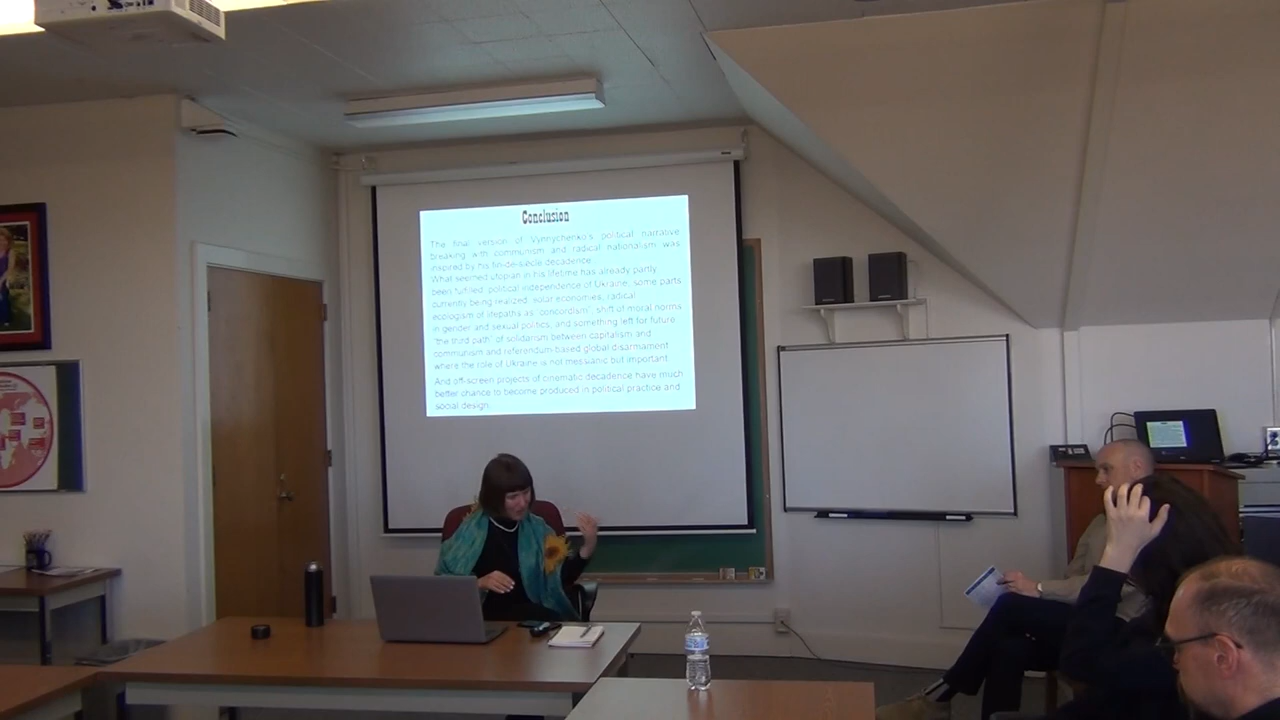 Conclusion
The final version of Vynnychenko's political narrative
breaking with communism and radical nationalism was
inspired by his fin-de-siècle decadence.
What seemed utopian in his lifetime has already partly
been fulfilled: political independence of Ukraine, some parts
currently being realized: solar economies, radical
ecologism of lifepaths as "concordism", shift of moral norms
in gender and sexual politics, and something left for future:
"the third path" of solidarism between capitalism and
communism and referendum-based global disarmament
where the role of Ukraine is not messianic but important.
And off-screen projects of cinematic decadence have much
better chance to become produced in political practice and
social design.